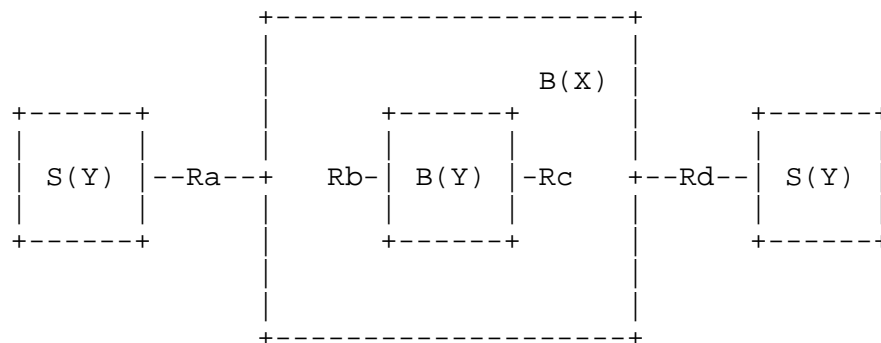 B(X)
S(Y) --Ra--+ Rb- B(Y) -Rc +--Rd-- S(Y)